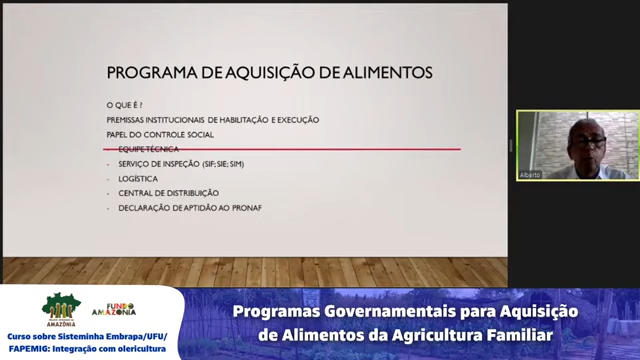 PROGRAMA DE AQUISIÇÃO DE ALIMENTOS
O QUE É ?
PREMISSAS INSTITUCIONAIS DE HABILITAÇÃO E EXECUÇÃO
PAPEL DO CONTROLE SOCIAL
- EQUIPE TÉCNICA
- SERVIÇO DE INSPEÇÃO (SIF; SIE; SIM)
- LOGÍSTICA
- CENTRAL DE DISTRIBUIÇÃO
- DECLARAÇÃO DE APTIDÃO AO PRONAF
Alberto
AMAZÔNIA
FUNDO
AMAZÔNIA
Curso sobre Sisteminha Embrapa/UFU/
FAPEMIG: Integração com olericultura
Programas Governamentais para Aquisição
de Alimentos da Agricultura Familiar